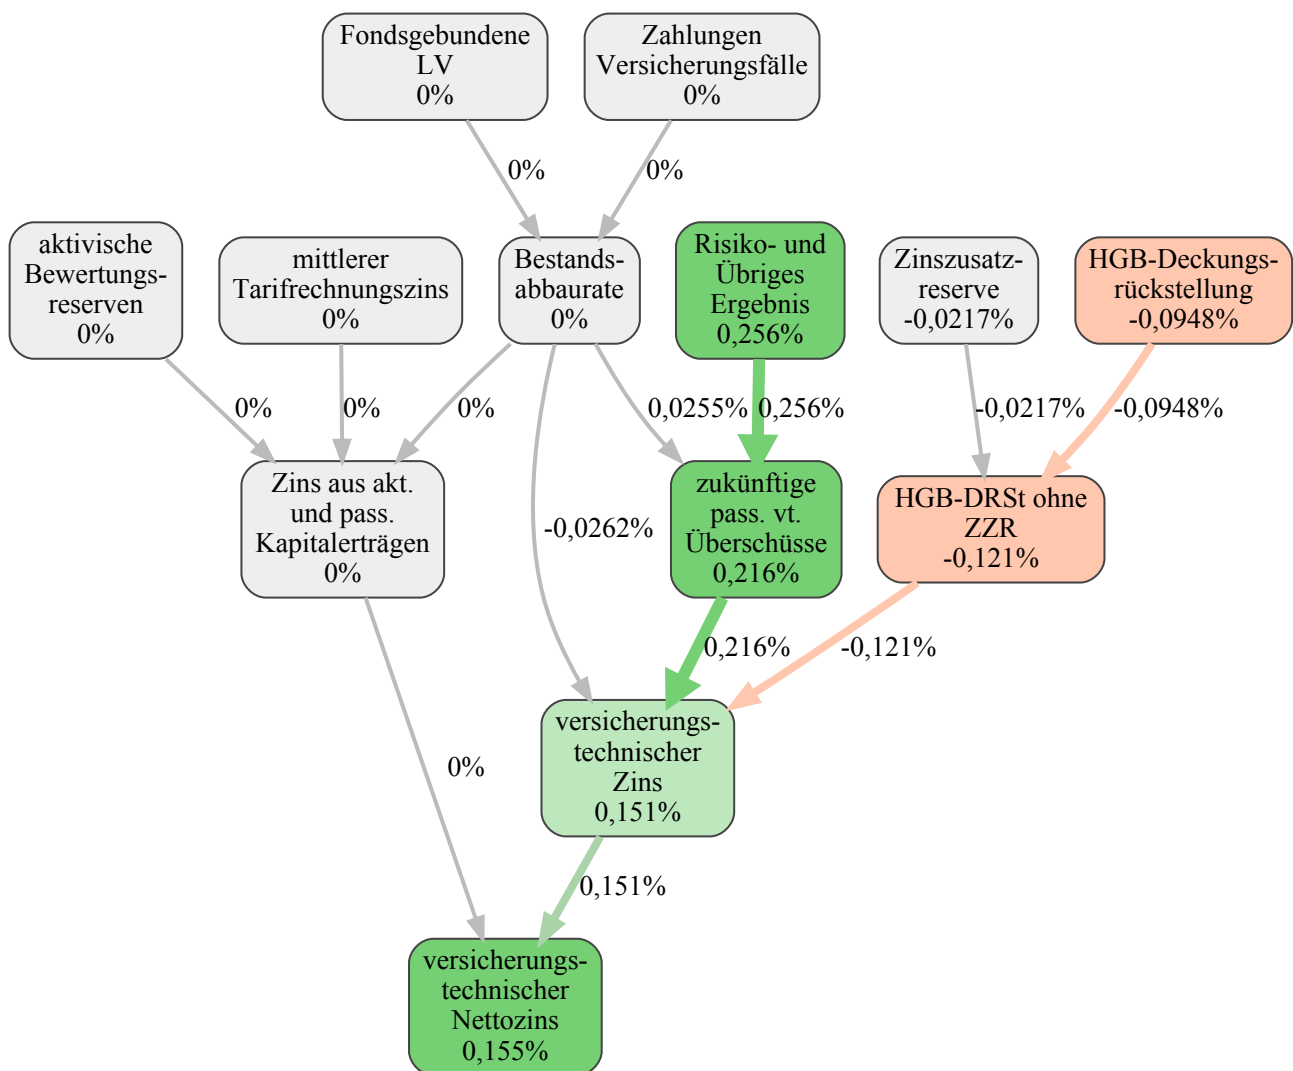 Fondsgebundene
LV
0%
Zahlungen
Versicherungsfälle
0%
0%
0%
aktivische
Bewertungs-
reserven
0%
mittlerer
Tarifrechnungszins
0%
Bestands-
abbaurate
0%
Risiko- und
Übriges
Ergebnis
0,256%
Zinszusatz-
reserve
-0,0217%
HGB-Deckungs-
rückstellung
-0,0948%
0%
0%
0%
0,0255%
0,256%
-0,0217%
-0,0948%
Zins aus akt.
und pass.
Kapitalerträgen
0%
-0,0262%
zukünftige
pass. vt.
Überschüsse
0,216%
HGB-DRSt ohne
ZZR
-0,121%
0,216%
-0,121%
versicherungs-
technischer
Zins
0,151%
0%
0,151%
versicherungs-
technischer
Nettozins
0,155%